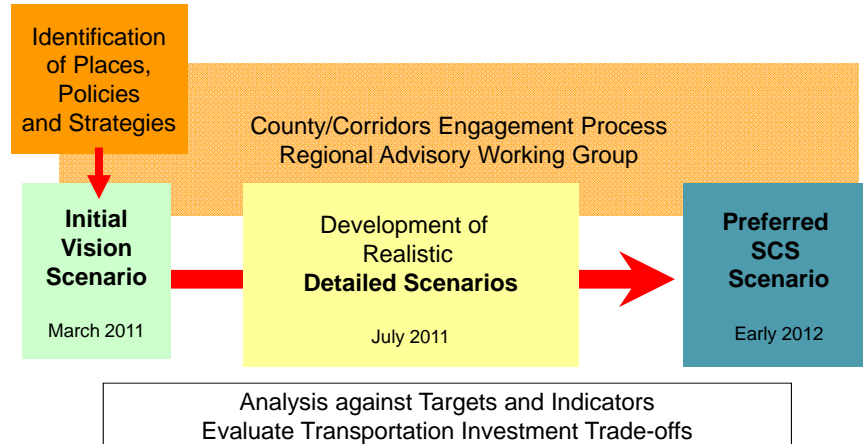 Identification
of Places,
Policies
and Strategies
County/Corridors Engagement Process
Regional Advisory Working Group
Initial
Vision
Scenario
March 2011
Development of
Realistic
Detailed Scenarios
July 2011
Preferred
SCS
Scenario
Early 2012
Analysis against Targets and Indicators
Evaluate Transportation Investment Trade-offs